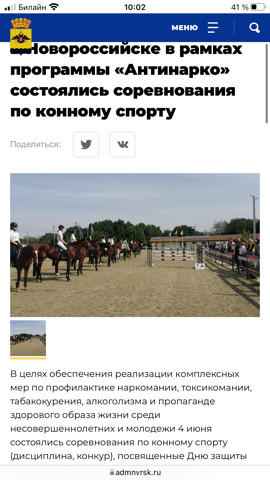 Билайн 10:02 41 %
МЕНЮ
в Новороссийске в рамках
программы «Антинарко»
состоялись соревнования
по конному спорту
Поделиться:
В целях обеспечения реализации комплексных
мер по профилактике наркомании, токсикомании,
табакокурения, алкоголизма и пропаганде
здорового образа жизни среди
несовершеннолетних и молодежи 4 июня
состоялись соревнования по конному спорту
(дисциплина, конкур), посвященные Дню защиты
admnvrsk.ru